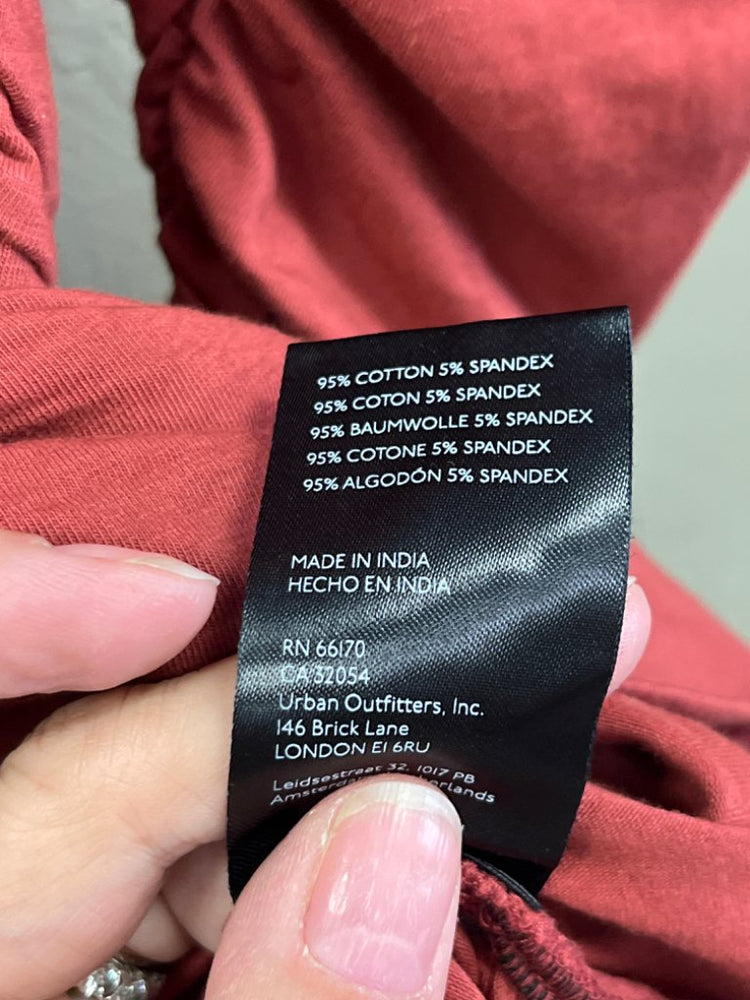 95% COTTON 5% SPANDEX
95% COTON 5% SPANDEX
95% BAUMWOLLE 5% SPANDEX
95% COTONE 5% SPANDEX
95% ALGODÓN 5% SPANDEX
MADE IN INDIA
HECHO EN INDIA
RN 66170
CA 32054
Urban Outfitters, Inc.
146 Brick Lane
LONDON E1 6RU
Leidsestraat 32, 1017 PB